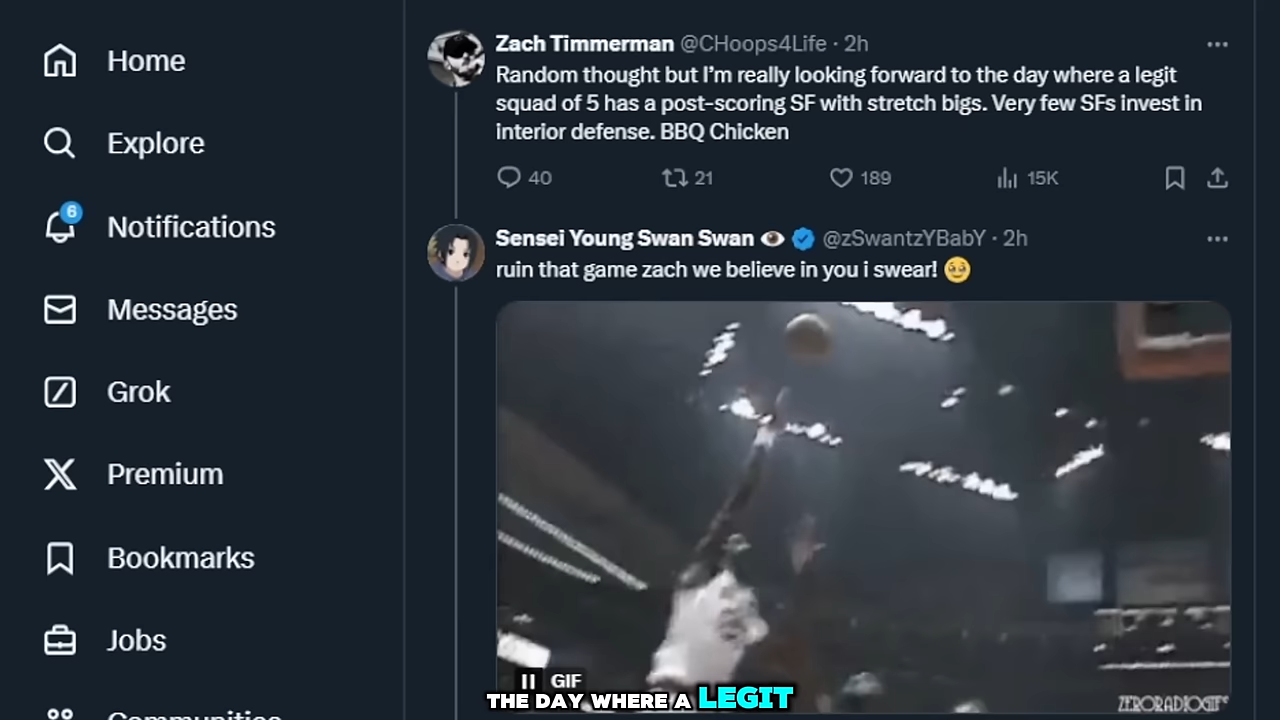 Home
Explore
6
Notifications
Messages
Grok
Premium
Bookmarks
Jobs
Communities
Zach Timmerman @CHoops4Life · 2h
Random thought but I’m really looking forward to the day where a legit
squad of 5 has a post-scoring SF with stretch bigs. Very few SFs invest in
interior defense. BBQ Chicken
40 21 189 15K
Sensei Young Swan Swan @zSwantzYBabY · 2h
ruin that game zach we believe in you i swear!
GIF
THE DAY WHERE A LEGIT
ZERORADIOGIFS